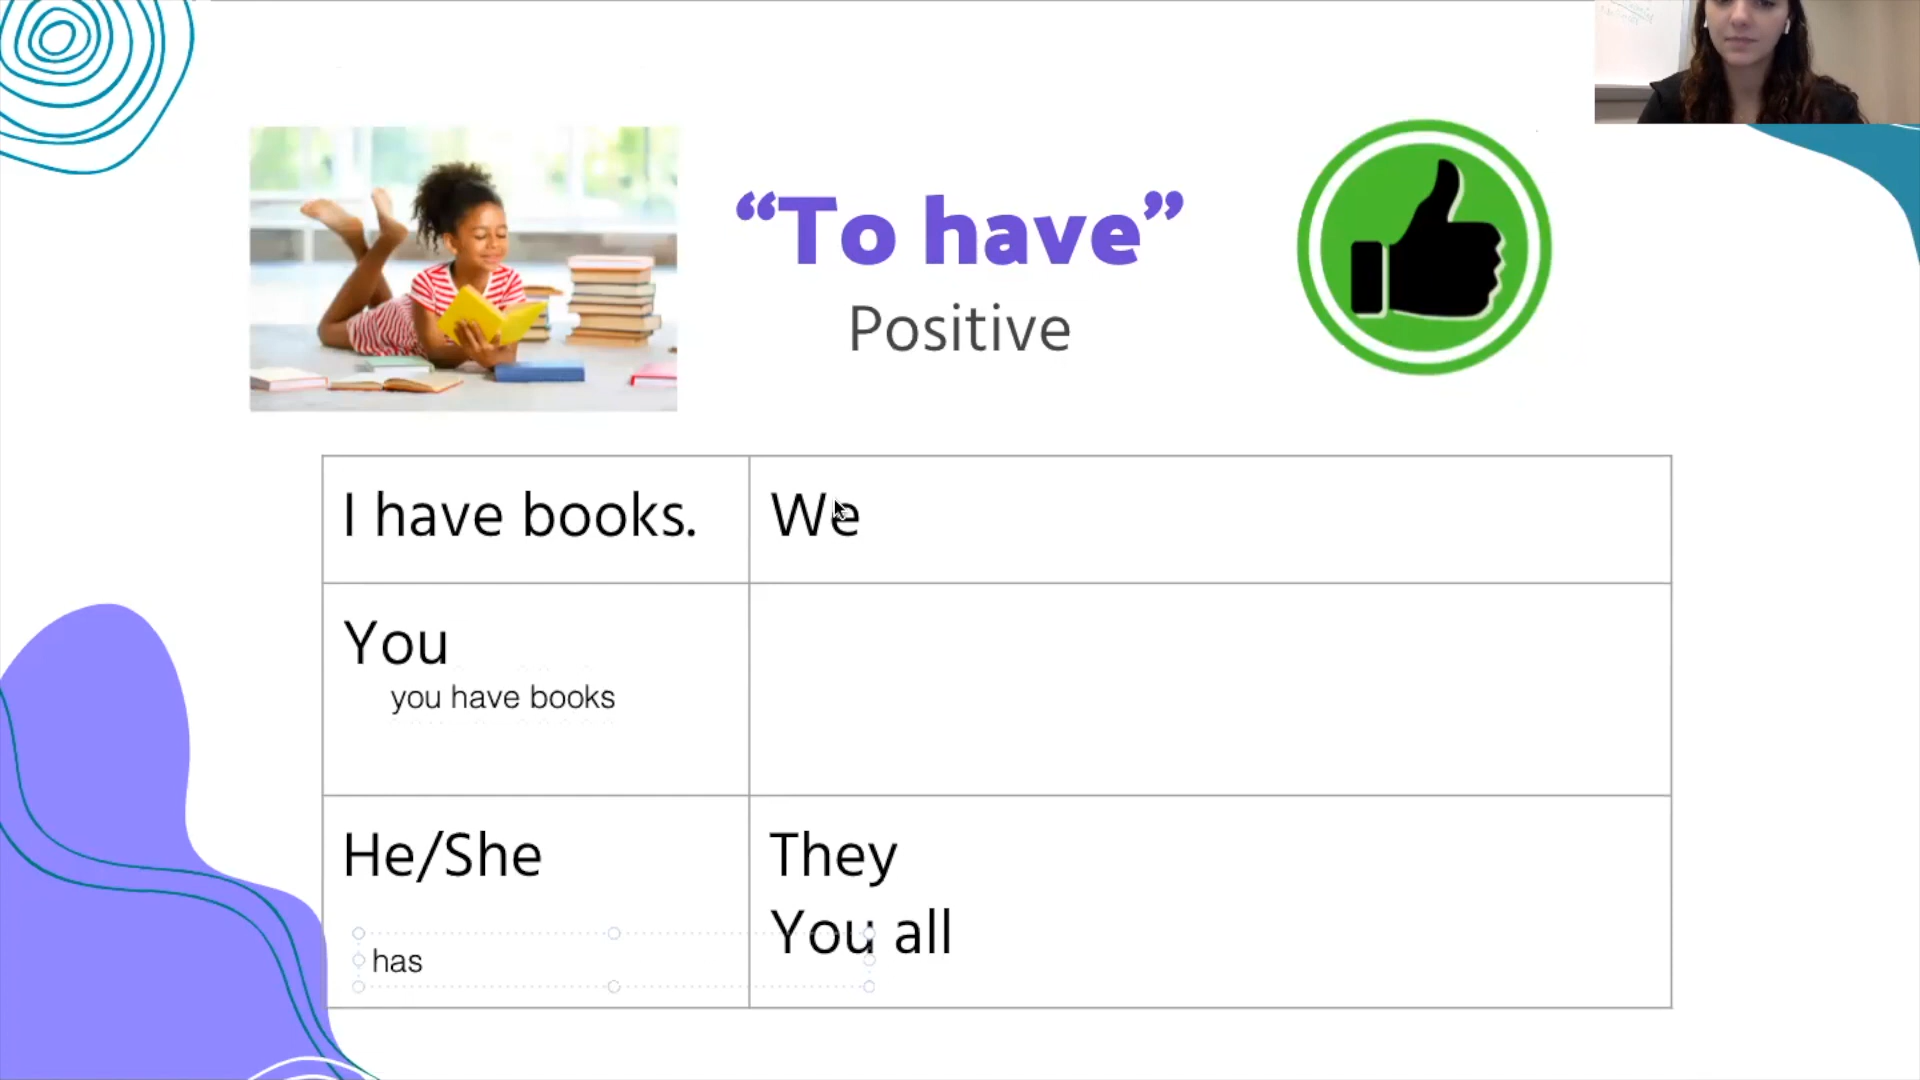 “To have”
Positive
I have books.
We
You
you have books
He/She
has
They
You all